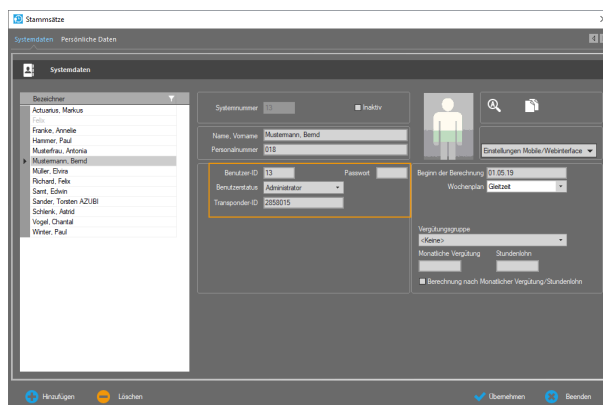 Stammsätze
Systemdaten Persönliche Daten
Systemdaten
Bezeichner
Actuarius, Markus
Felix
Franke, Annelie
Hammer, Paul
Musterfrau, Antonia
Mustermann, Bernd
Müller, Elvira
Richard, Felix
Samt, Edwin
Sander, Torsten AZUBI
Schlenk, Astrid
Vogel, Chantal
Winter, Paul
Systemnummer 13 Inaktiv
Name, Vorname Mustermann, Bernd
Personalnummer 018
Benutzer-ID 13 Passwort
Benutzerstatus Administrator
Transponder-ID 2858015
Einstellungen Mobile/Webinterface
Beginn der Berechnung 01.05.19
Wochenplan Gleitzeit
Vergütungsgruppe
<Keine>
Monatliche Vergütung Stundenlohn
Berechnung nach Monatlicher Vergütung/Stundenlohn
Hinzufügen Löschen Übernehmen Beenden